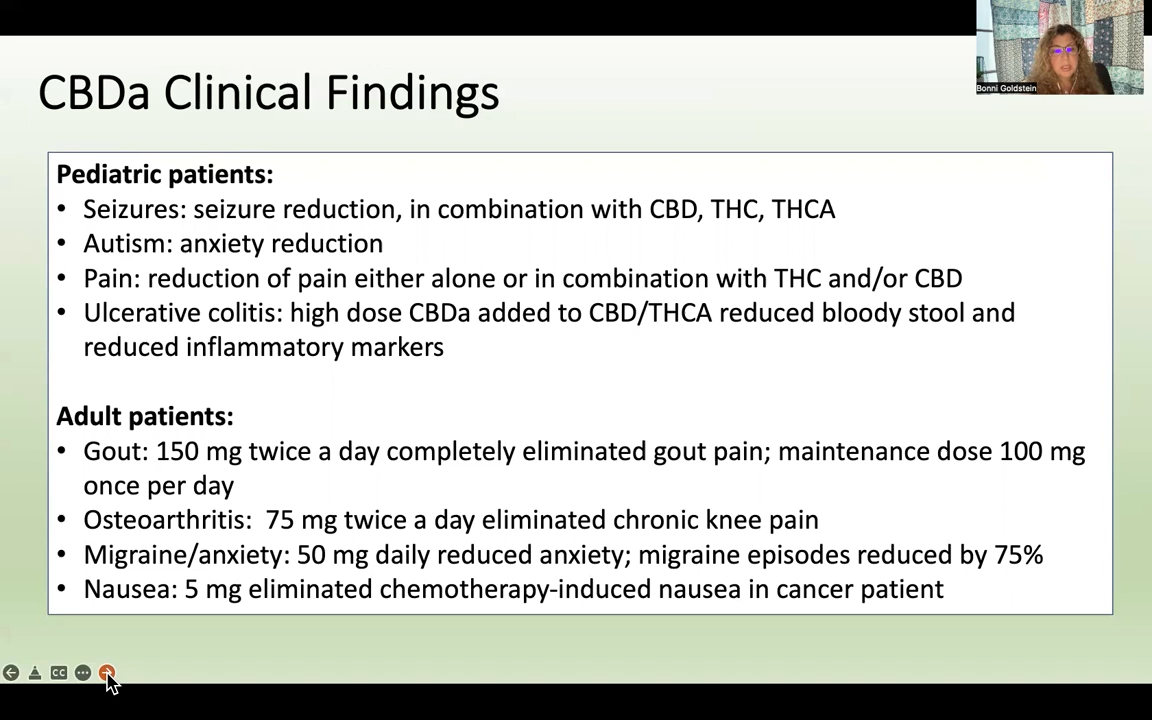 CBDa Clinical Findings
Bonni Goldstein
Pediatric patients:
• Seizures: seizure reduction, in combination with CBD, THC, THCA
• Autism: anxiety reduction
• Pain: reduction of pain either alone or in combination with THC and/or CBD
• Ulcerative colitis: high dose CBDa added to CBD/THCA reduced bloody stool and
reduced inflammatory markers
Adult patients:
• Gout: 150 mg twice a day completely eliminated gout pain; maintenance dose 100 mg
once per day
• Osteoarthritis:  75 mg twice a day eliminated chronic knee pain
• Migraine/anxiety: 50 mg daily reduced anxiety; migraine episodes reduced by 75%
• Nausea: 5 mg eliminated chemotherapy-induced nausea in cancer patient
CC